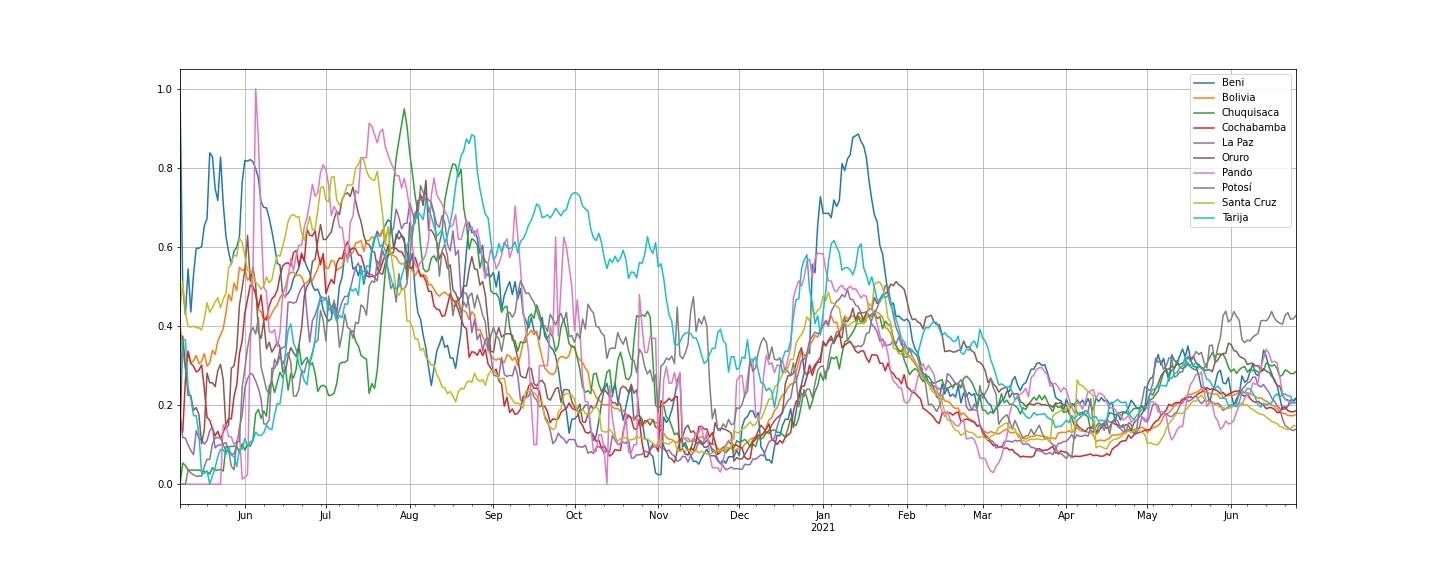 1.0
0.8
0.6
0.4
0.2
0.0
Jun Jul Aug Sep Oct Nov Dec Jan Feb Mar Apr May Jun
2021
Beni
Bolivia
Chuquisaca
Cochabamba
La Paz
Oruro
Pando
Potosí
Santa Cruz
Tarija